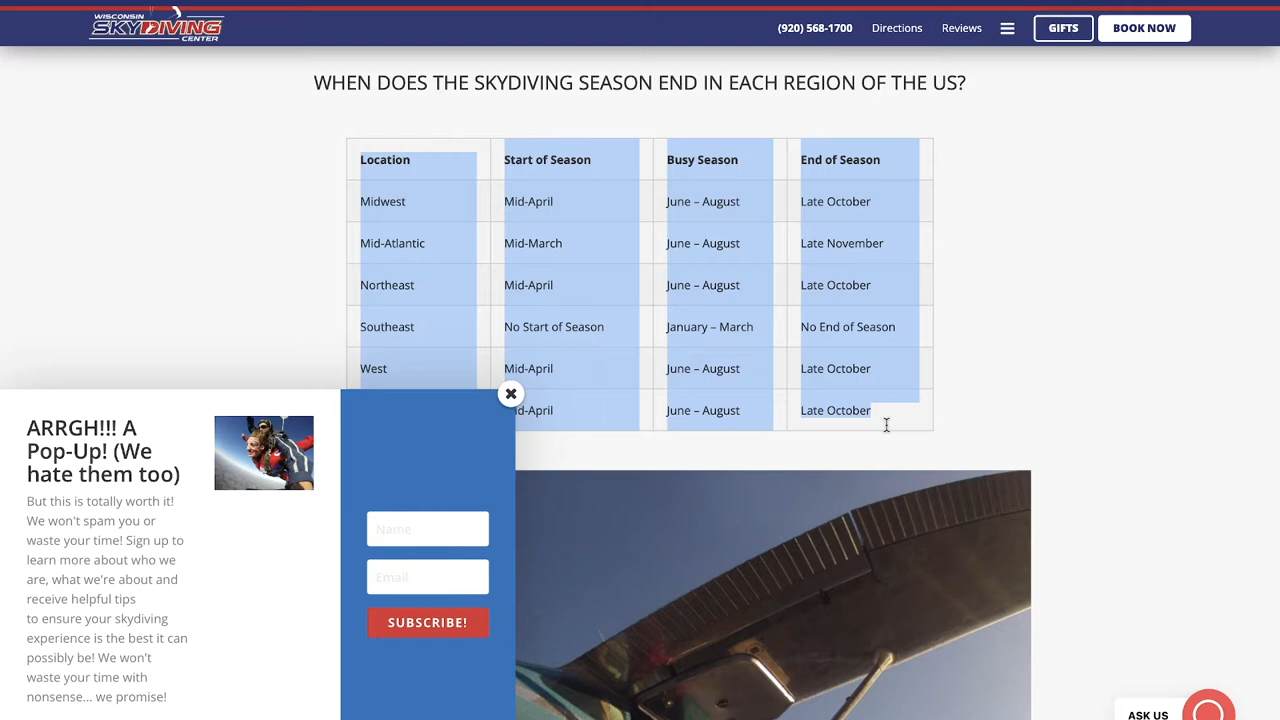 WISCONSIN
SKYDIVING
CENTER
(920) 568-1700 Directions Reviews GIFTS BOOK NOW
WHEN DOES THE SKYDIVING SEASON END IN EACH REGION OF THE US?
Location Start of Season Busy Season End of Season
Midwest Mid-April June – August Late October
Mid-Atlantic Mid-March June – August Late November
Northeast Mid-April June – August Late October
Southeast No Start of Season January – March No End of Season
West Mid-April June – August Late October
June – August Late October
ARRGH!!! A
Pop-Up! (We
hate them too)
But this is totally worth it!
We won't spam you or
waste your time! Sign up to
learn more about who we
are, what we're about and
receive helpful tips
to ensure your skydiving
experience is the best it can
possibly be! We won't
waste your time with
nonsense... we promise!
Name
Email
SUBSCRIBE!
ASK US